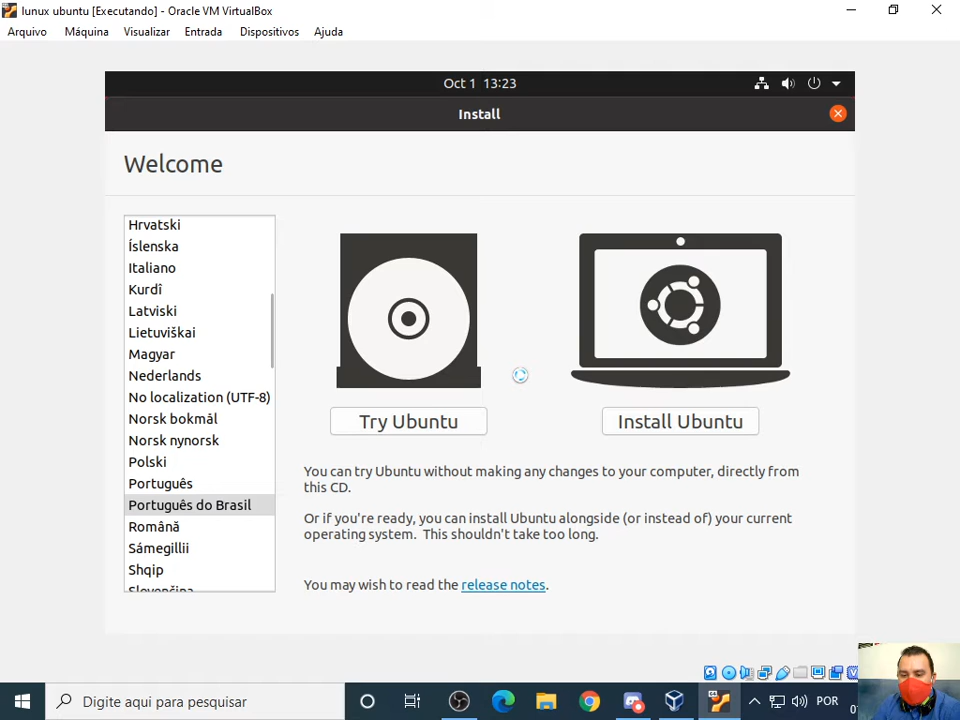 lunux ubuntu [Executando] - Oracle VM VirtualBox
Arquivo Máquina Visualizar Entrada Dispositivos Ajuda
Oct 1 13:23
Install
Welcome
Hrvatski
Íslenska
Italiano
Kurdî
Latviski
Lietuviškai
Magyar
Nederlands
No localization (UTF-8)
Norsk bokmål
Norsk nynorsk
Polski
Português
Português do Brasil
Română
Sámegillii
Shqip
Slovenčina
Try Ubuntu
Install Ubuntu
You can try Ubuntu without making any changes to your computer, directly from
this CD.
Or if you're ready, you can install Ubuntu alongside (or instead of) your current
operating system. This shouldn't take too long.
You may wish to read the release notes.
Digite aqui para pesquisar
POR